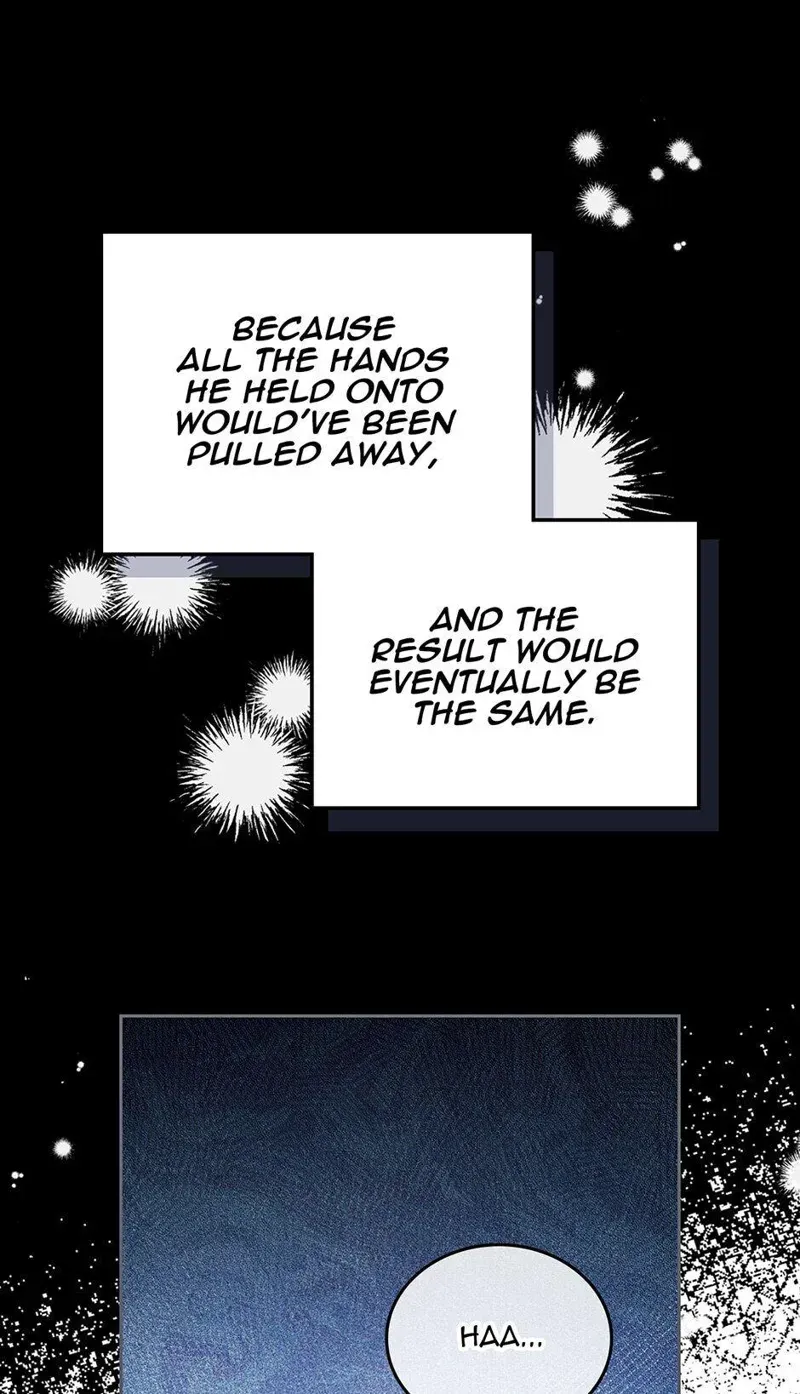 BECAUSE
ALL THE HANDS
HE HELD ONTO
WOULD'VE BEEN
PULLED AWAY,
AND THE
RESULT WOULD
EVENTUALLY BE
THE SAME.
HAA...